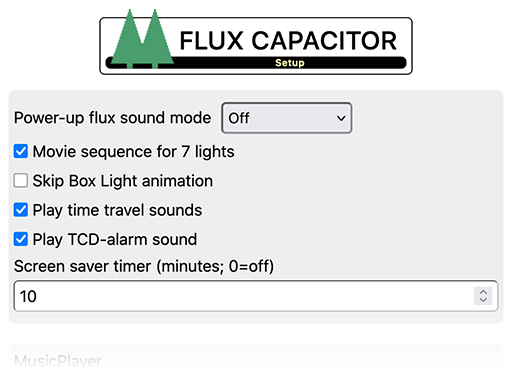 FLUX CAPACITOR
Setup
Power-up flux sound mode Off
Movie sequence for 7 lights
Skip Box Light animation
Play time travel sounds
Play TCD-alarm sound
Screen saver timer (minutes; 0=off)
10
MusicPlayer